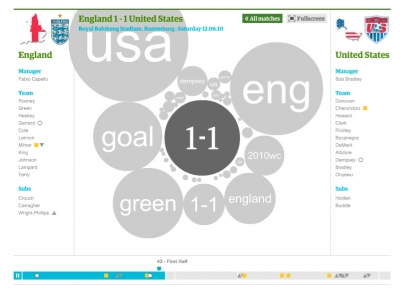 England 1 - 1 United States
Royal Bafokeng Stadium, Rustenburg . Saturday 12.06.10
All matches
Fullscreen
England
Manager
Fabio Capello
Team
Rooney
Green
Heskey
Gerrard
Cole
Lennon
Milner
King
Johnson
Lampard
Terry
Subs
Crouch
Carragher
Wright-Phillips
usa
dempsey
eng
goal
1-1
2010wc
green
1-1
england
United States
Manager
Bob Bradley
Team
Donovan
Cherundolo
Howard
Clark
Findley
Bocanegra
DeMerit
Altidore
Dempsey
Bradley
Onyewu
Subs
Holden
Buddle
43 - First Half